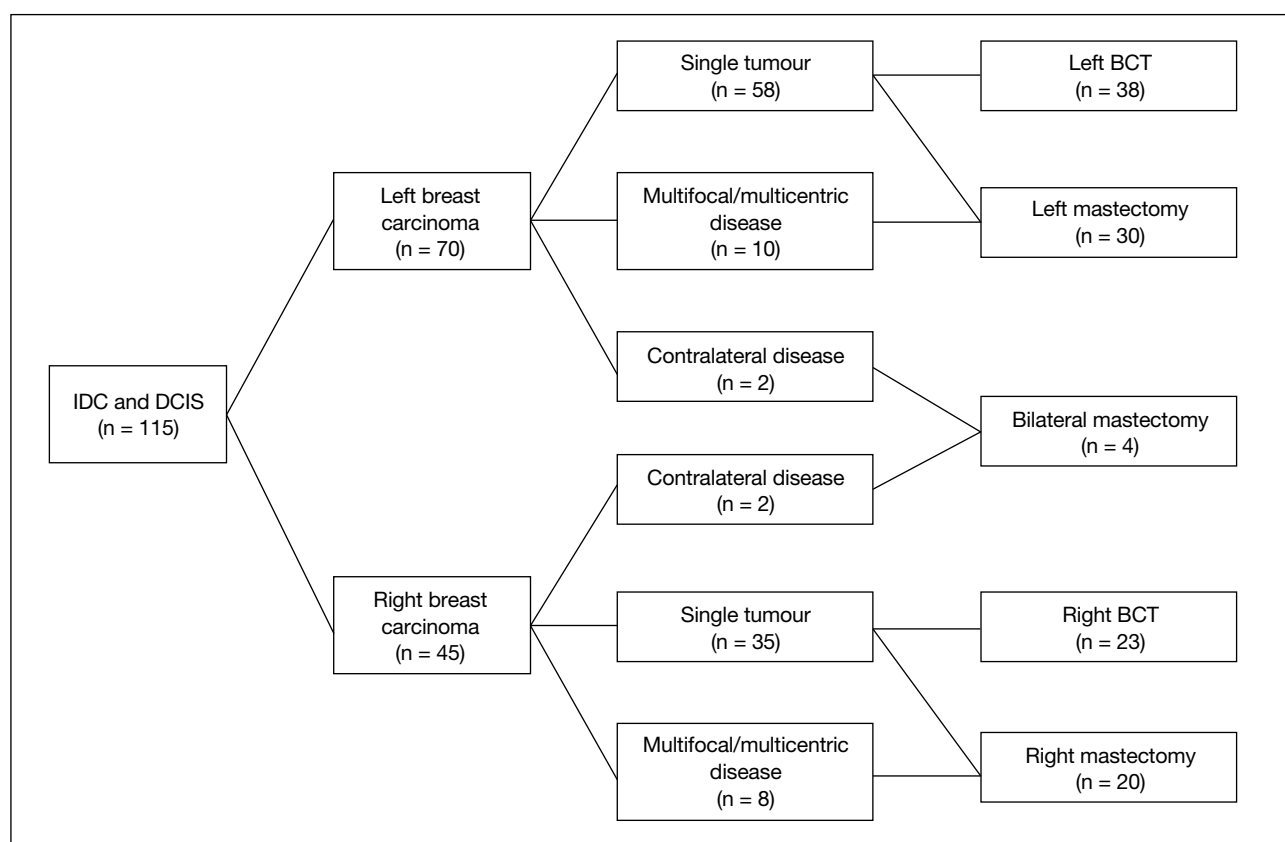 IDC and DCIS
(n = 115)
Left breast
carcinoma
(n = 70)
Right breast
carcinoma
(n = 45)
Single tumour
(n = 58)
Multifocal/multicentric
disease
(n = 10)
Contralateral disease
(n = 2)
Contralateral disease
(n = 2)
Single tumour
(n = 35)
Multifocal/multicentric
disease
(n = 8)
Left BCT
(n = 38)
Left mastectomy
(n = 30)
Bilateral mastectomy
(n = 4)
Right BCT
(n = 23)
Right mastectomy
(n = 20)